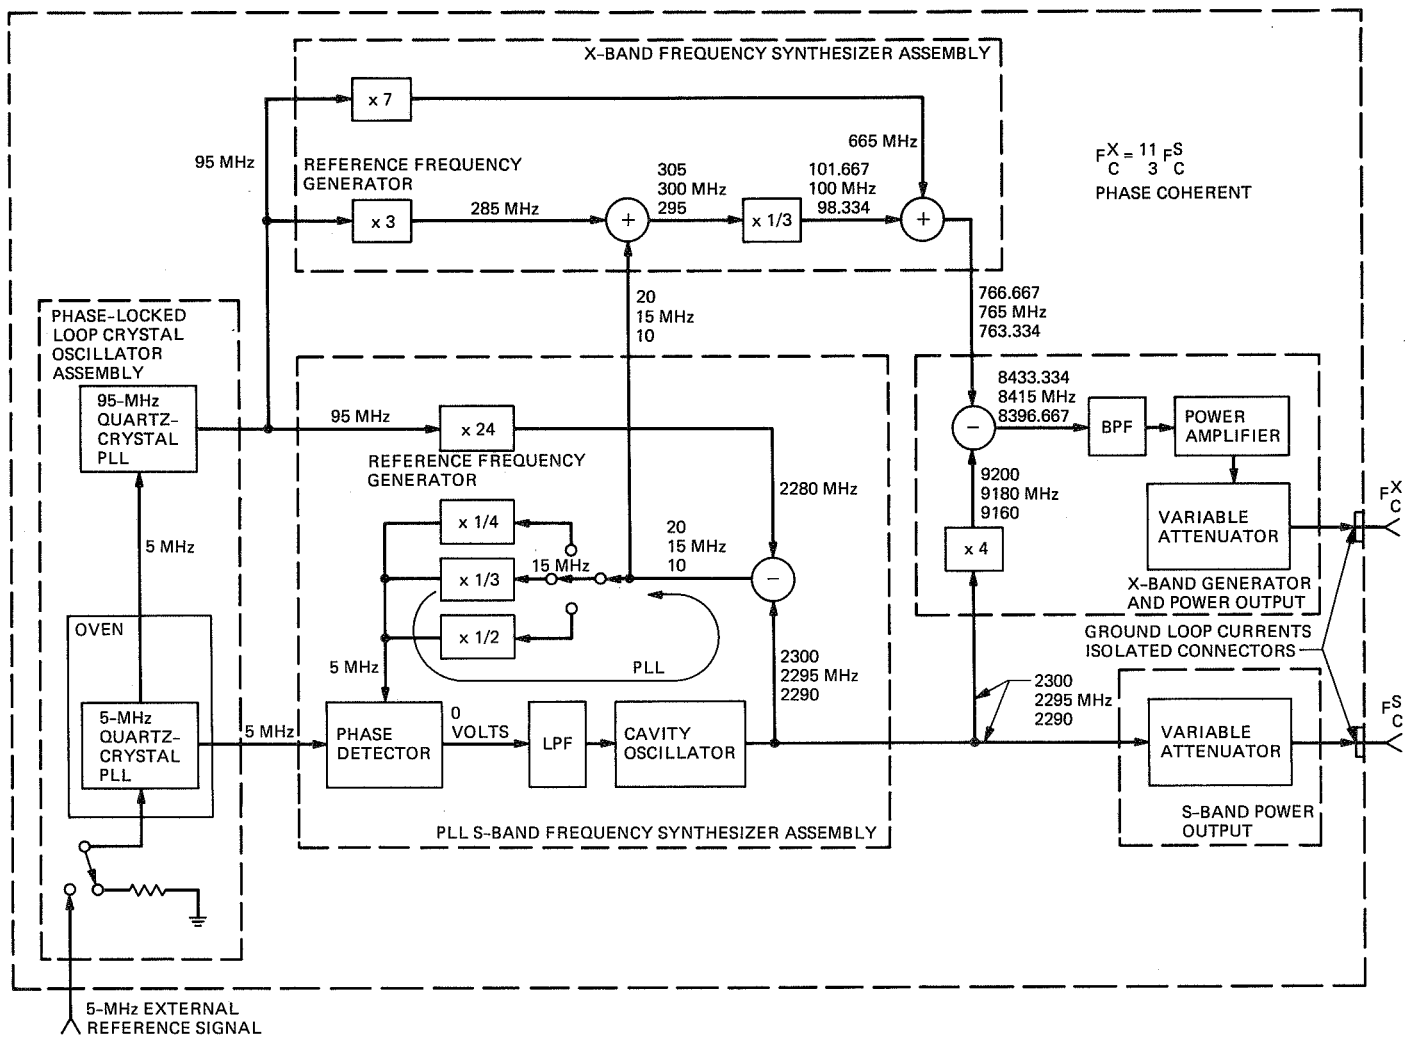 X-BAND FREQUENCY SYNTHESIZER ASSEMBLY
x 7
665 MHz
95 MHz
REFERENCE FREQUENCY
GENERATOR
x 3
285 MHz
+
305
300 MHz
295
x 1/3
101.667
100 MHz
98.334
+
F X C = 11 3 F S C
PHASE COHERENT
20
15 MHz
10
766.667
765 MHz
763.334
PHASE-LOCKED
LOOP CRYSTAL
OSCILLATOR
ASSEMBLY
95-MHz
QUARTZ-
CRYSTAL
PLL
95 MHz
x 24
REFERENCE FREQUENCY
GENERATOR
2280 MHz
8433.334
8415 MHz
8396.667
−
BPF
POWER
AMPLIFIER
9200
9180 MHz
9160
x 4
VARIABLE
ATTENUATOR
F X C
X-BAND GENERATOR
AND POWER OUTPUT
5 MHz
x 1/4
15 MHz
x 1/3
x 1/2
20
15 MHz
10
−
PLL
5 MHz
2300
2295 MHz
2290
GROUND LOOP CURRENTS
ISOLATED CONNECTORS
OVEN
5-MHz
QUARTZ-
CRYSTAL
PLL
5 MHz
PHASE
DETECTOR
0
VOLTS
LPF
CAVITY
OSCILLATOR
2300
2295 MHz
2290
VARIABLE
ATTENUATOR
F S C
S-BAND POWER
OUTPUT
PLL S-BAND FREQUENCY SYNTHESIZER ASSEMBLY
5-MHz EXTERNAL
REFERENCE SIGNAL